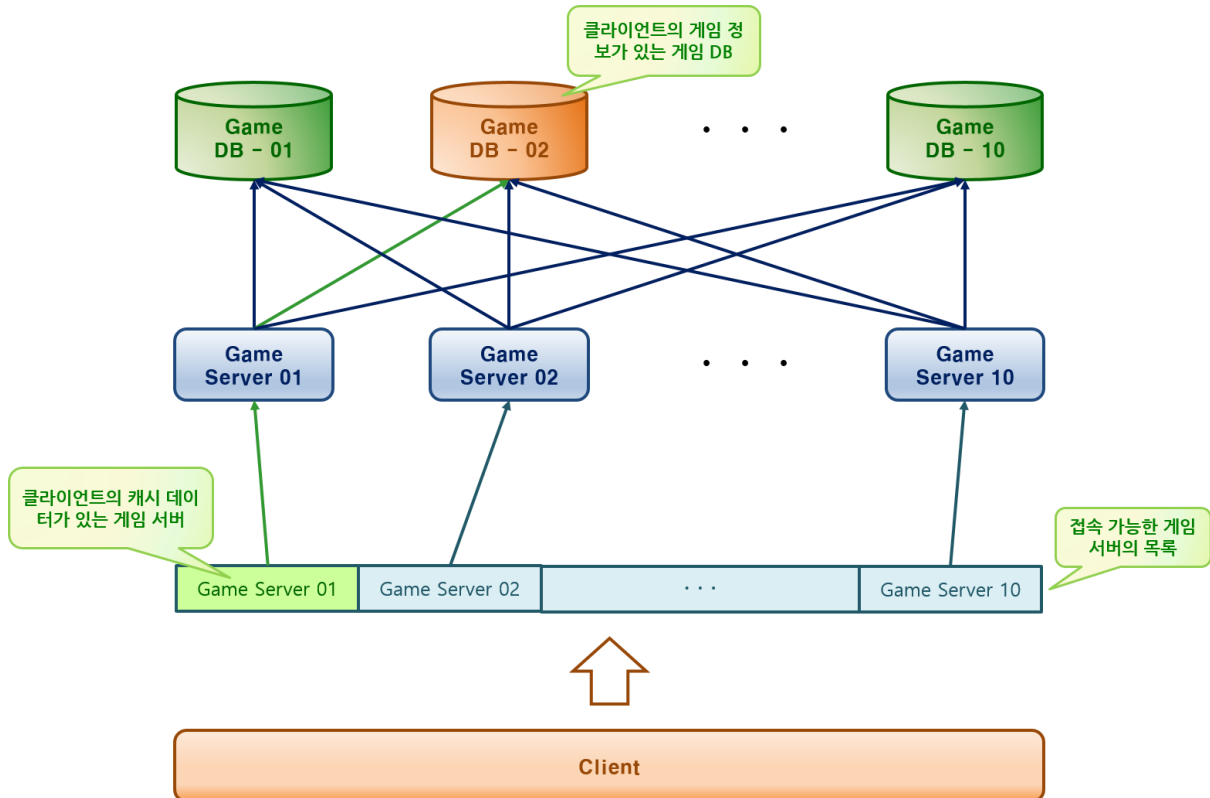 클라이언트의 게임 정
보가 있는 게임 DB
Game
DB - 01
Game
DB - 02
· · ·
Game
DB - 10
Game
Server 01
Game
Server 02
· · ·
Game
Server 10
클라이언트의 캐시 데이
터가 있는 게임 서버
접속 가능한 게임
서버의 목록
Game Server 01
Game Server 02
· · ·
Game Server 10
Client